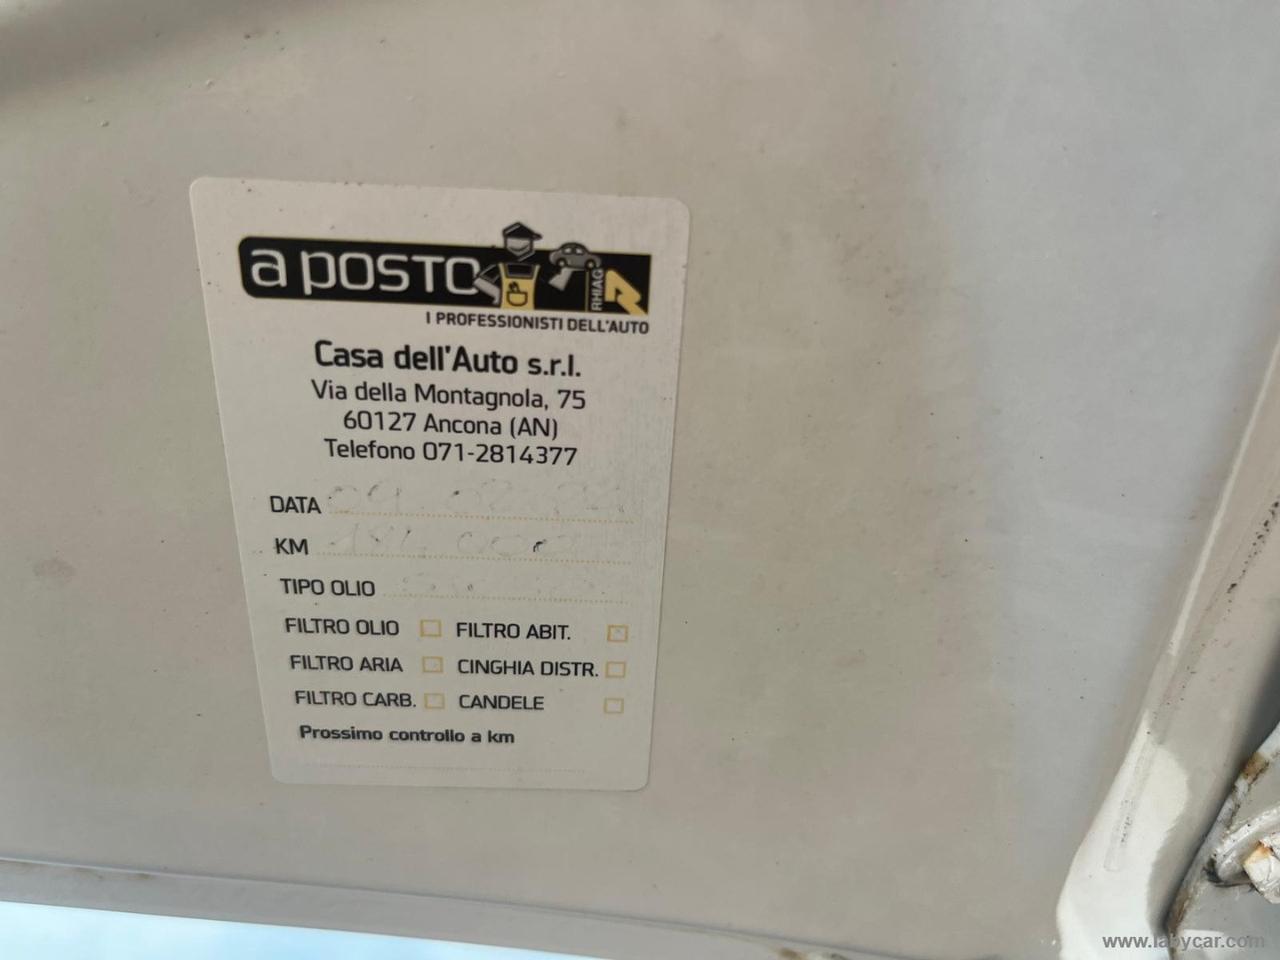 a posto
RHIAG
I PROFESSIONISTI DELL'AUTO
Casa dell'Auto s.r.l.
Via della Montagnola, 75
60127 Ancona (AN)
Telefono 071-2814377
DATA
KM
TIPO OLIO
FILTRO OLIO FILTRO ABIT.
FILTRO ARIA CINGHIA DISTR.
FILTRO CARB. CANDELE
Prossimo controllo a km
www.labycar.com